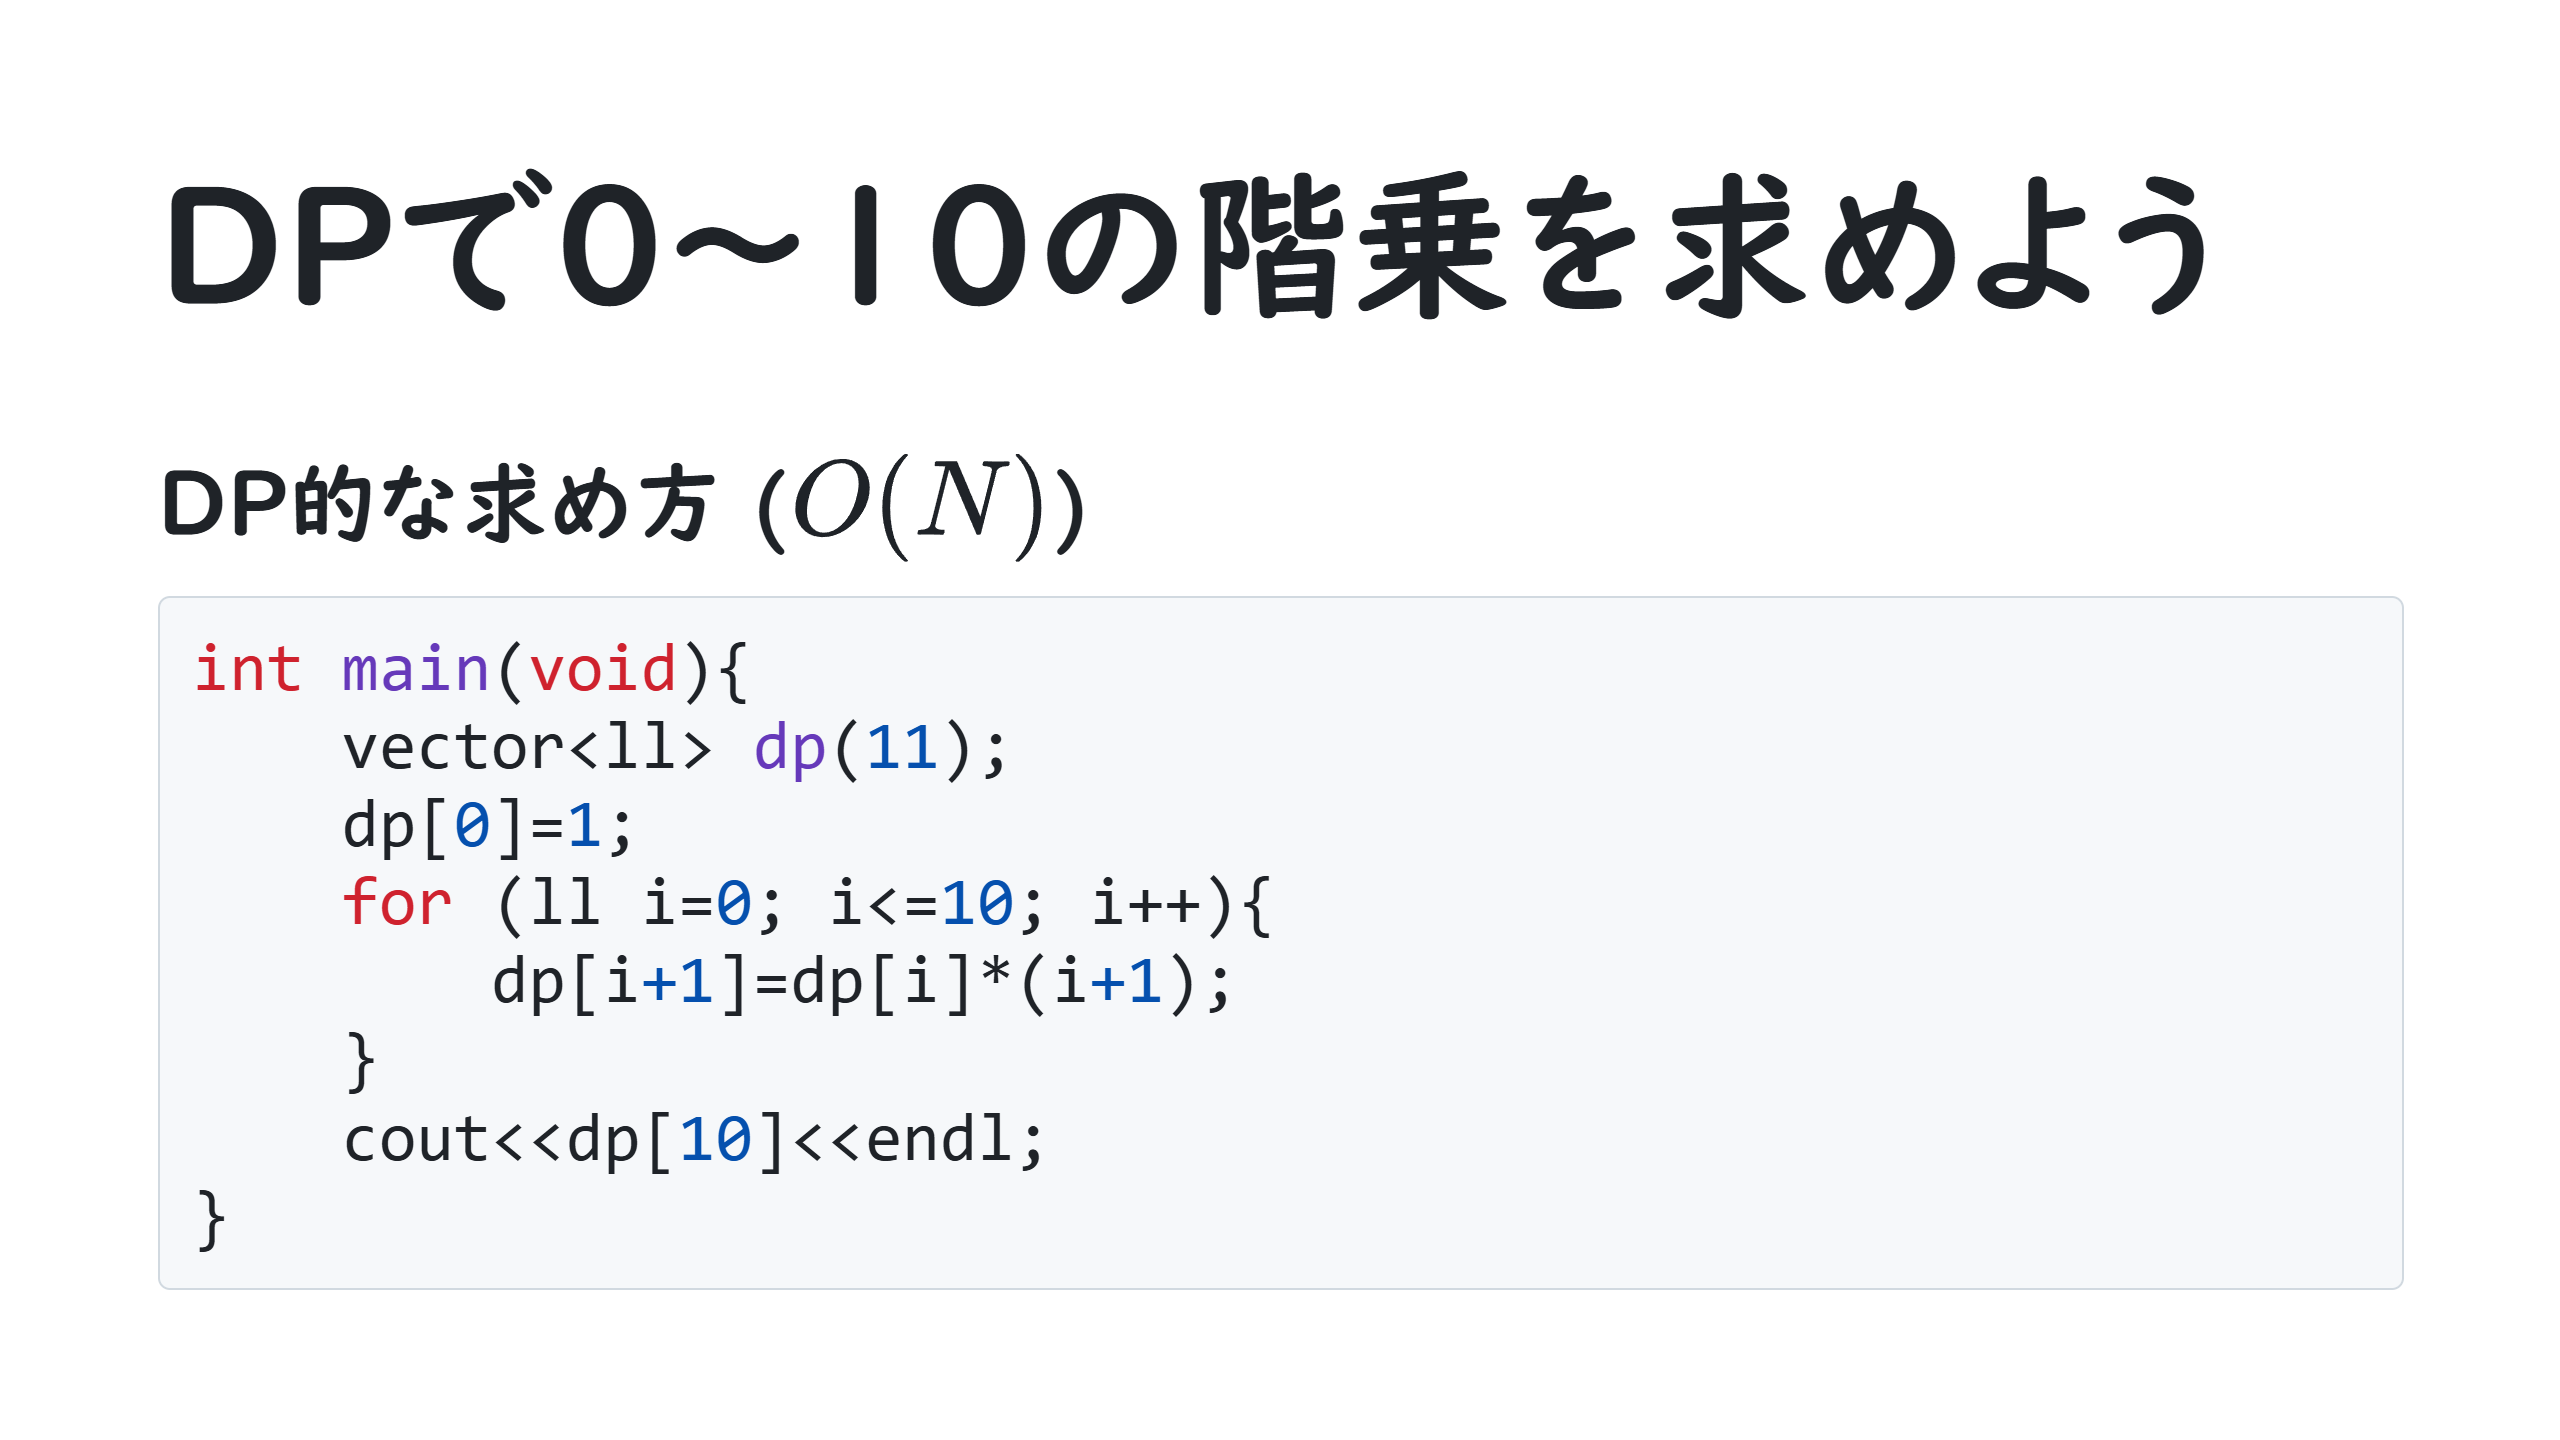 DPで0〜10の階乗を求めよう
DP的な求め方 (O(N))
int main(void){
    vector<ll> dp(11);
    dp[0]=1;
    for (ll i=0; i<=10; i++){
        dp[i+1]=dp[i]*(i+1);
    }
    cout<<dp[10]<<endl;
}